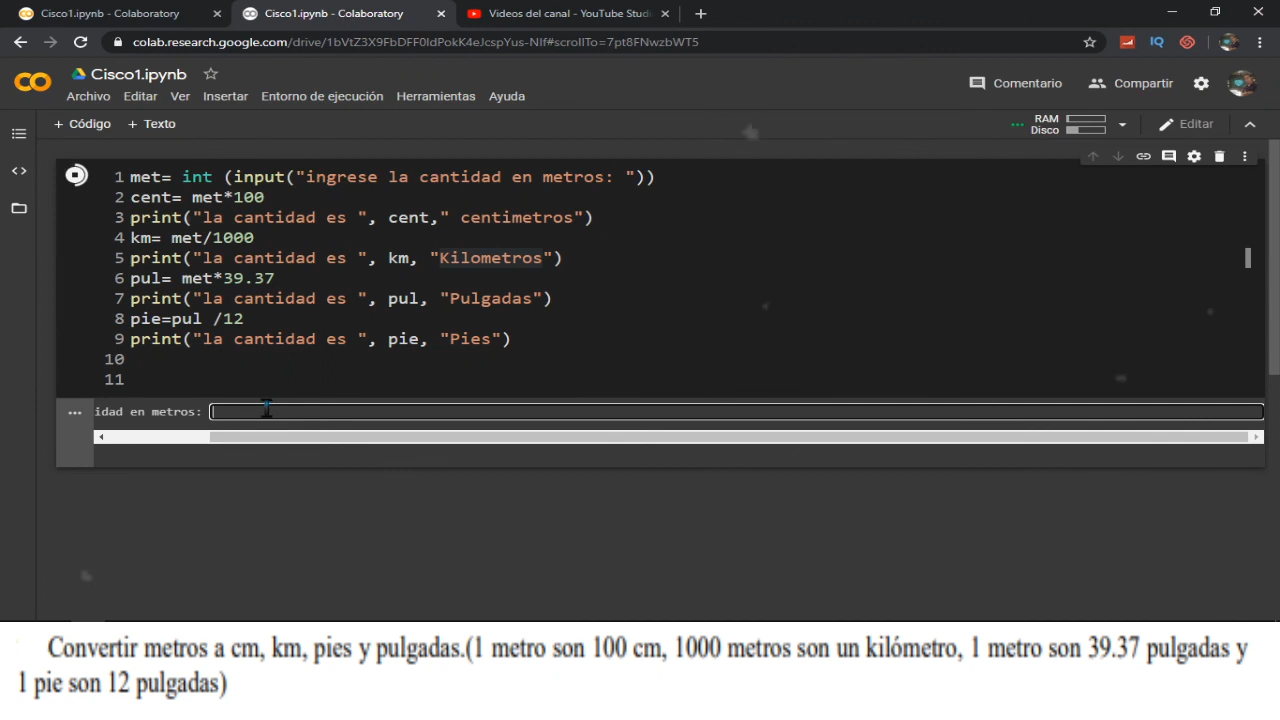 Cisco1.ipynb - Colaboratory
Cisco1.ipynb - Colaboratory
Videos del canal - YouTube Studi
colab.research.google.com/drive/1bVtZ3X9FbDFF0IdPokK4eJcspYus-NIf#scrollTo=7pt8FNwzbWT5
IQ
Cisco1.ipynb
Comentario
Compartir
Archivo Editar Ver Insertar Entorno de ejecución Herramientas Ayuda
+ Código + Texto
RAM
Disco
Editar
1 met= int (input("ingrese la cantidad en metros: "))
2 cent= met*100
3 print("la cantidad es ", cent," centimetros")
4 km= met/1000
5 print("la cantidad es ", km, "Kilometros")
6 pul= met*39.37
7 print("la cantidad es ", pul, "Pulgadas")
8 pie=pul /12
9 print("la cantidad es ", pie, "Pies")
10
11
idad en metros:
Convertir metros a cm, km, pies y pulgadas.(1 metro son 100 cm, 1000 metros son un kilómetro, 1 metro son 39.37 pulgadas y
1 pie son 12 pulgadas)